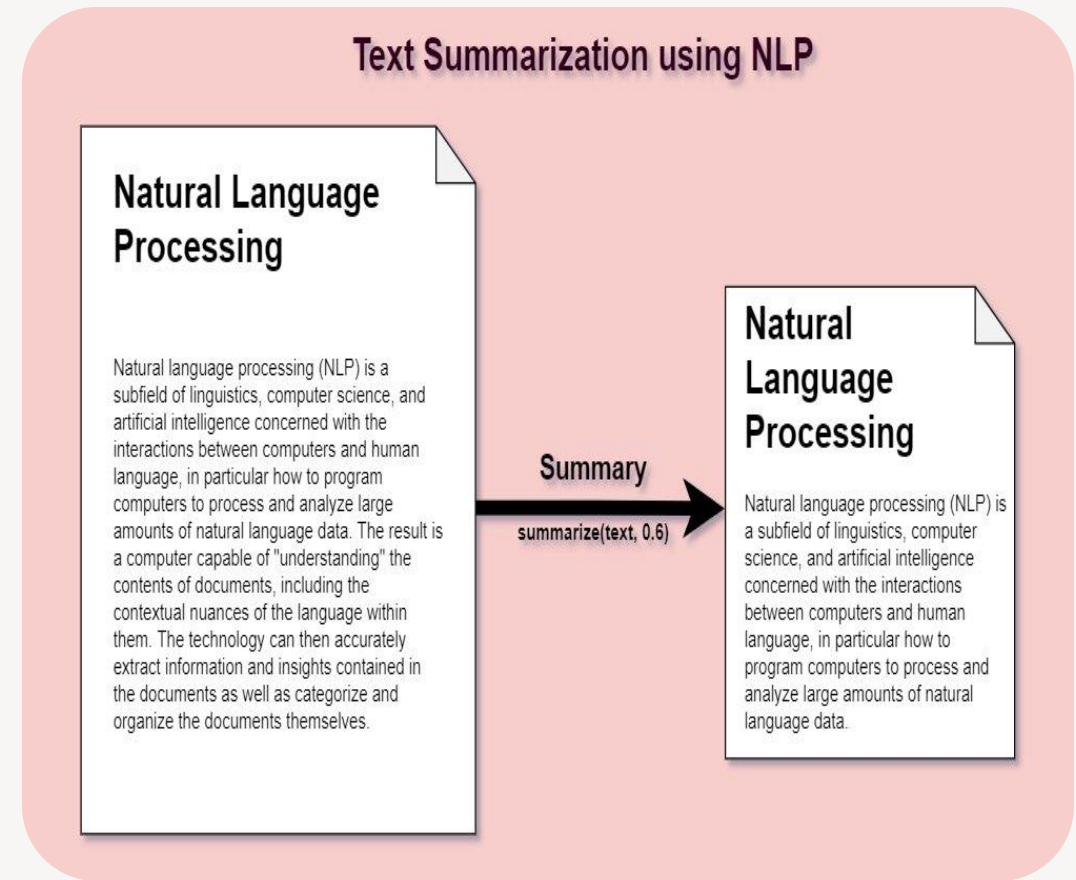 Text Summarization using NLP
Natural Language
Processing
Natural language processing (NLP) is a
subfield of linguistics, computer science, and
artificial intelligence concerned with the
interactions between computers and human
language, in particular how to program
computers to process and analyze large
amounts of natural language data. The result is
a computer capable of "understanding" the
contents of documents, including the
contextual nuances of the language within
them. The technology can then accurately
extract information and insights contained in
the documents as well as categorize and
organize the documents themselves.
Summary
summarize(text, 0.6)
Natural
Language
Processing
Natural language processing (NLP) is
a subfield of linguistics, computer
science, and artificial intelligence
concerned with the interactions
between computers and human
language, in particular how to
program computers to process and
analyze large amounts of natural
language data.